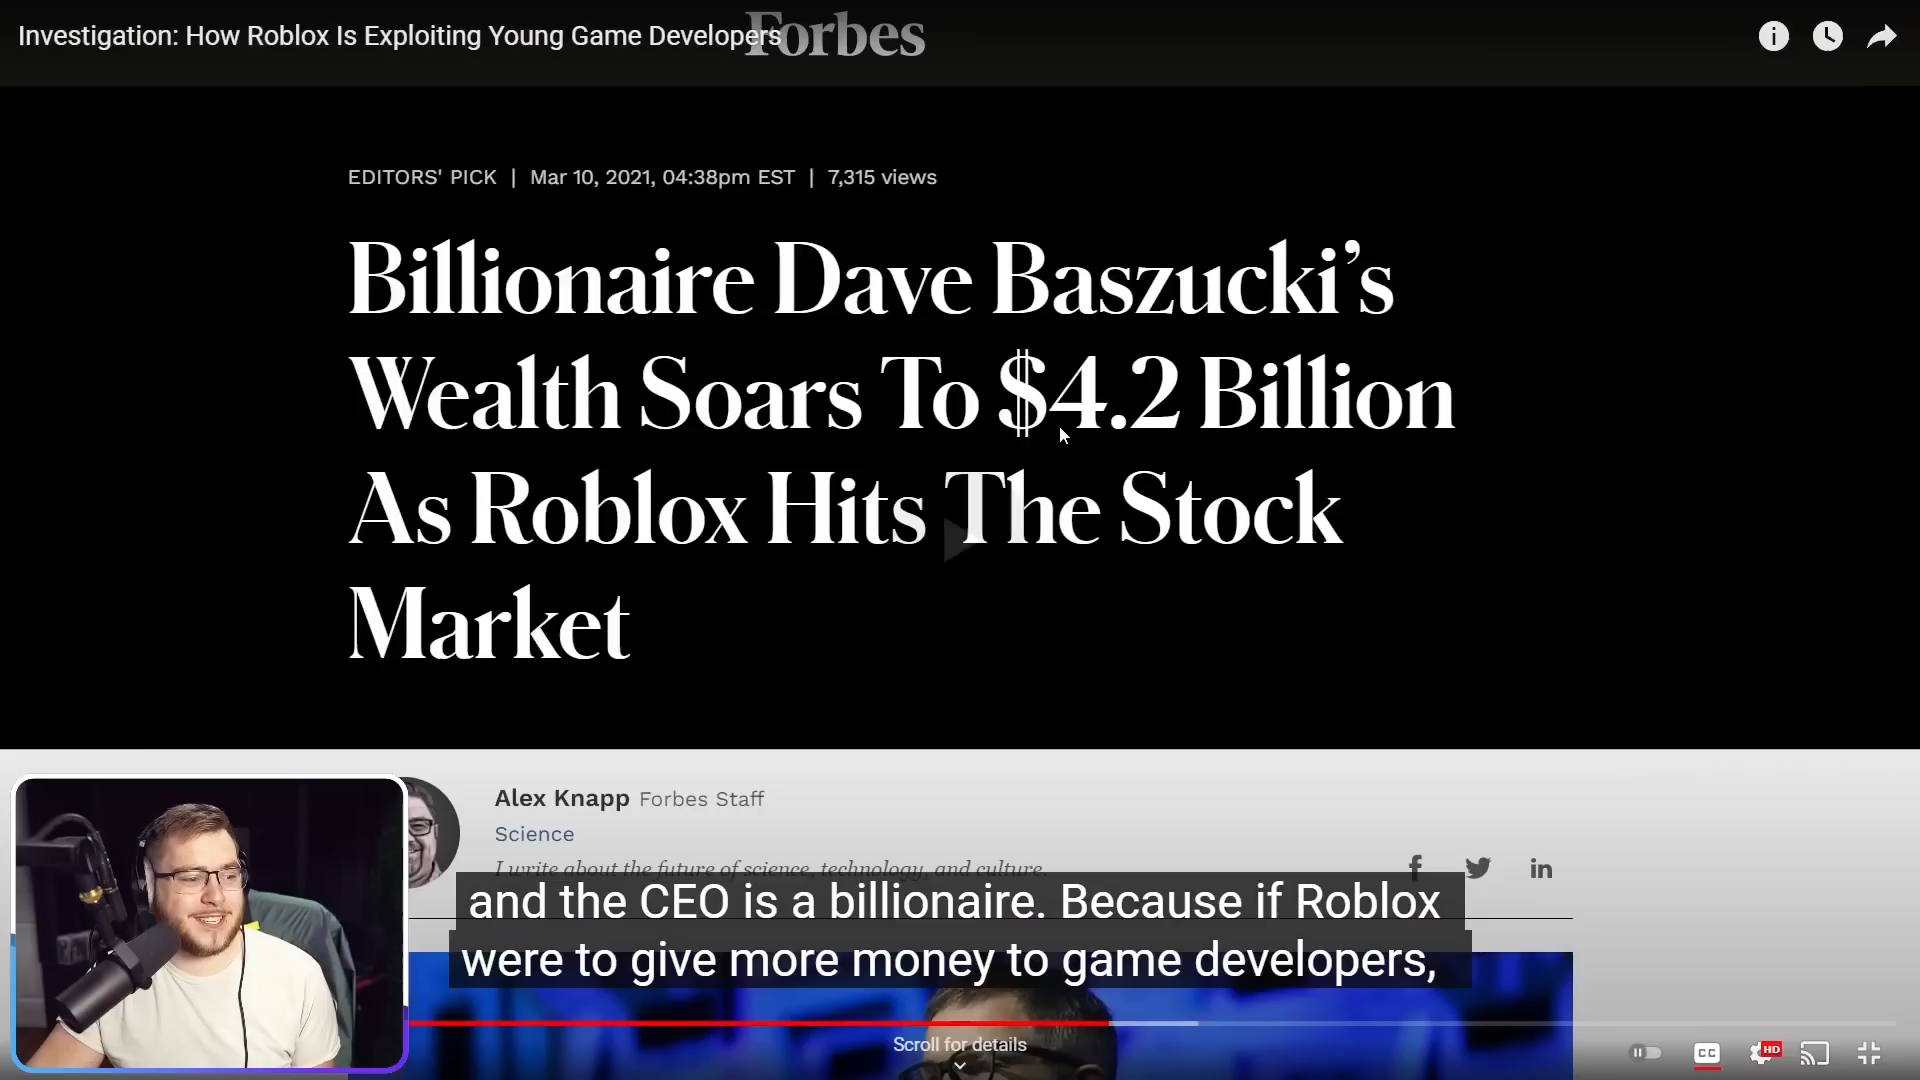 Investigation: How Roblox Is Exploiting Young Game Developers
Forbes
EDITORS' PICK | Mar 10, 2021, 04:38pm EST | 7,315 views
Billionaire Dave Baszucki’s
Wealth Soars To $4.2 Billion
As Roblox Hits The Stock
Market
Alex Knapp Forbes Staff
Science
I write about the future of science, technology, and culture.
and the CEO is a billionaire. Because if Roblox
were to give more money to game developers,
Scroll for details
CC
HD